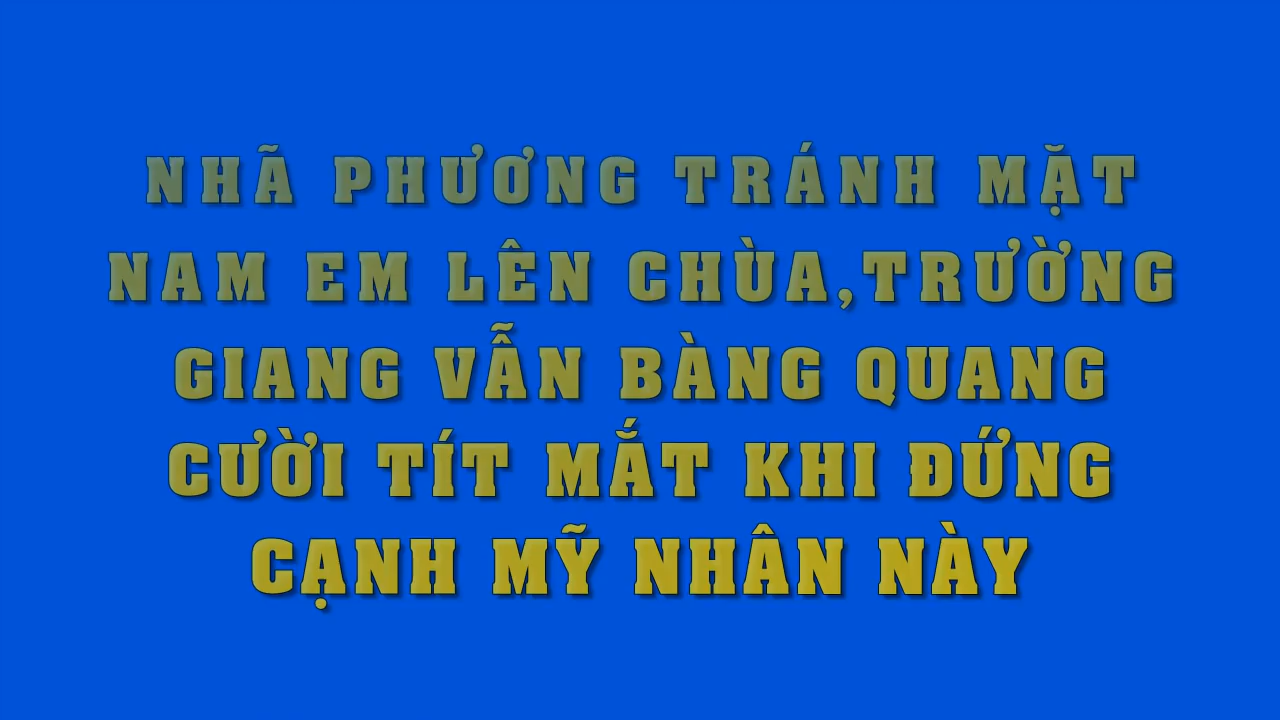 NHÃ PHƯƠNG TRÁNH MẶT
NAM EM LÊN CHÙA,TRƯỜNG
GIANG VẪN BÀNG QUANG
CƯỜI TÍT MẮT KHI ĐỨNG
CẠNH MỸ NHÂN NÀY